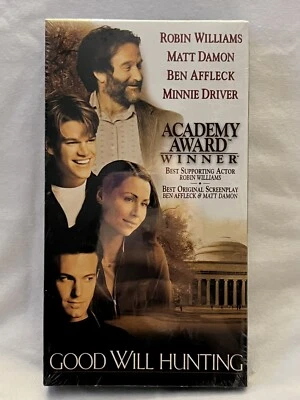 ROBIN WILLIAMS
MATT DAMON
BEN AFFLECK
MINNIE DRIVER
ACADEMY
AWARD™
WINNER
BEST SUPPORTING ACTOR
ROBIN WILLIAMS
BEST ORIGINAL SCREENPLAY
BEN AFFLECK & MATT DAMON
GOOD WILL HUNTING